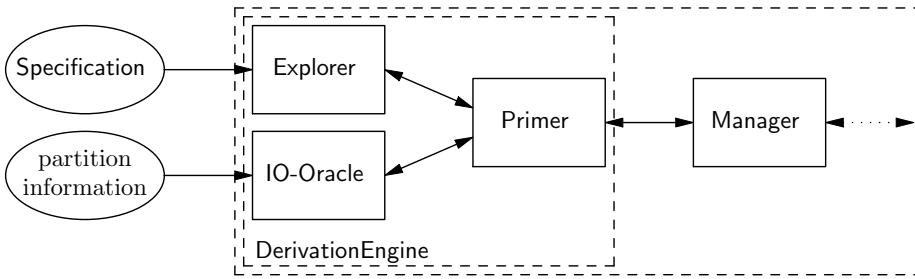 Specification
Explorer
Primer
Manager
partition
information
IO-Oracle
DerivationEngine